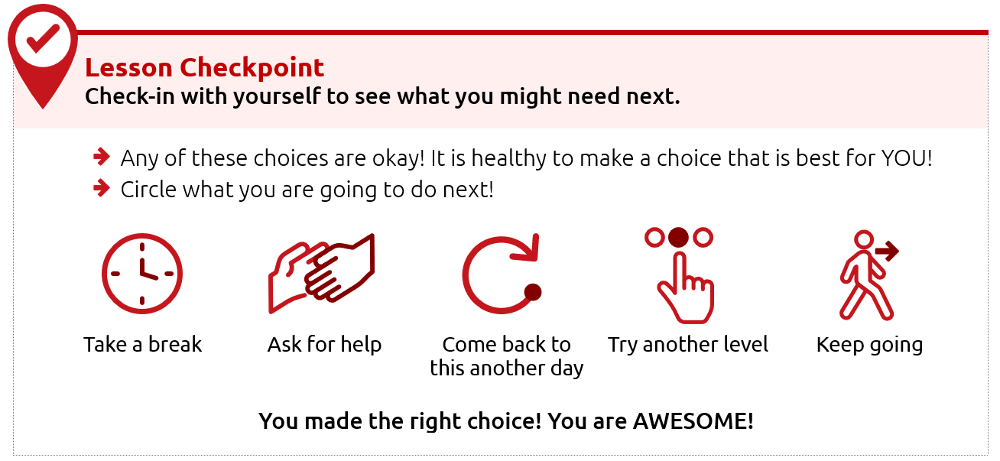 Lesson Checkpoint
Check-in with yourself to see what you might need next.
Any of these choices are okay! It is healthy to make a choice that is best for YOU!
Circle what you are going to do next!
Take a break
Ask for help
Come back to
this another day
Try another level
Keep going
You made the right choice! You are AWESOME!